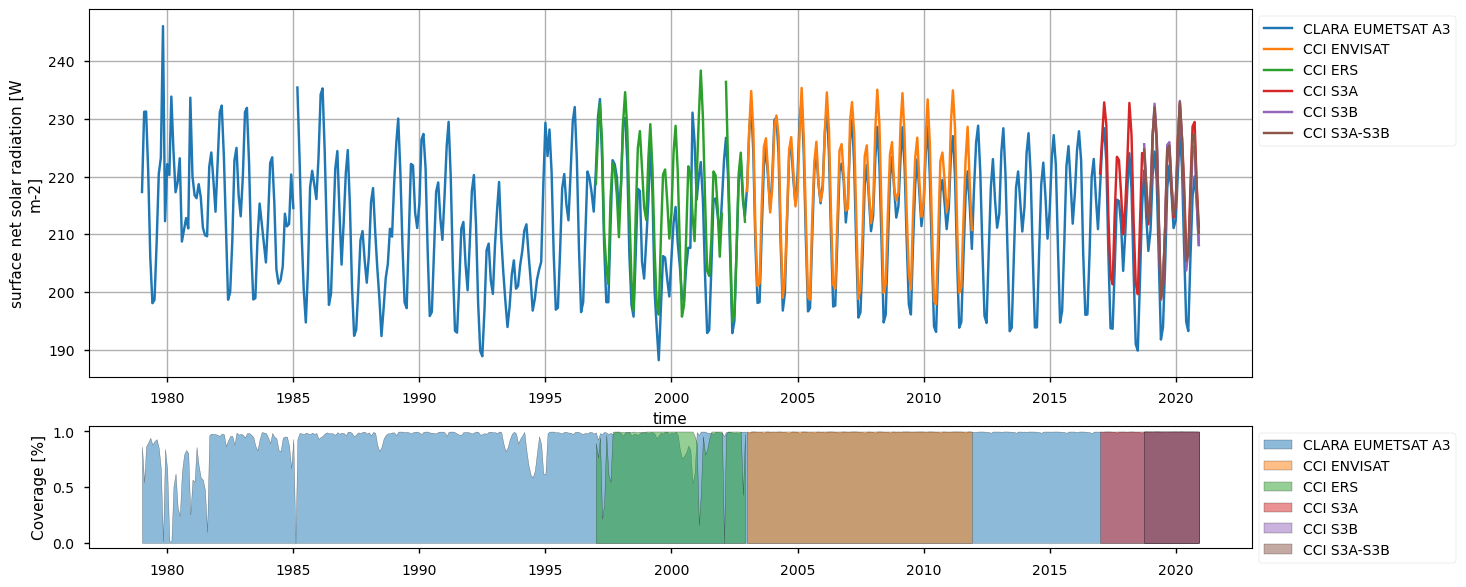 surface net solar radiation [W
m-2]
240
230
220
210
200
190
1980 1985 1990 1995 2000 2005 2010 2015 2020
time
CLARA EUMETSAT A3
CCI ENVISAT
CCI ERS
CCI S3A
CCI S3B
CCI S3A-S3B
Coverage [%]
1.0
0.5
0.0
1980 1985 1990 1995 2000 2005 2010 2015 2020
CLARA EUMETSAT A3
CCI ENVISAT
CCI ERS
CCI S3A
CCI S3B
CCI S3A-S3B